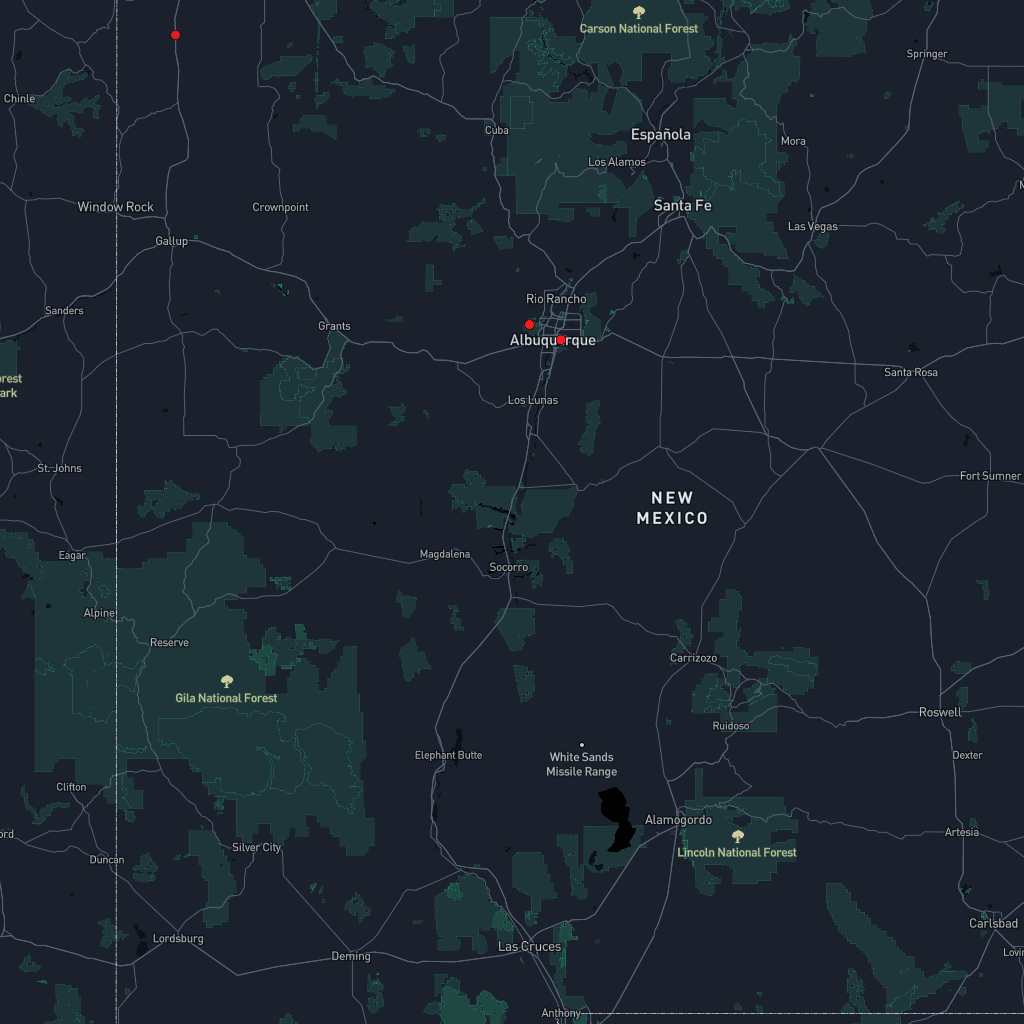 Carson National Forest
Springer
Chinle
Cuba
Española
Mora
Los Alamos
Window Rock
Crownpoint
Santa Fe
Las Vegas
Gallup
Rio Rancho
Sanders
Grants
Albuquerque
Santa Rosa
orest
ark
Los Lunas
St. Johns
Fort Sumner
NEW
MEXICO
Eagar
Magdalena
Socorro
Alpine
Reserve
Carrizozo
Gila National Forest
Roswell
Ruidoso
Elephant Butte
White Sands
Missile Range
Dexter
Clifton
Alamogordo
ord
Artesia
Lincoln National Forest
Silver City
Duncan
Carlsbad
Lordsburg
Las Cruces
Lovin
Deming
Anthony